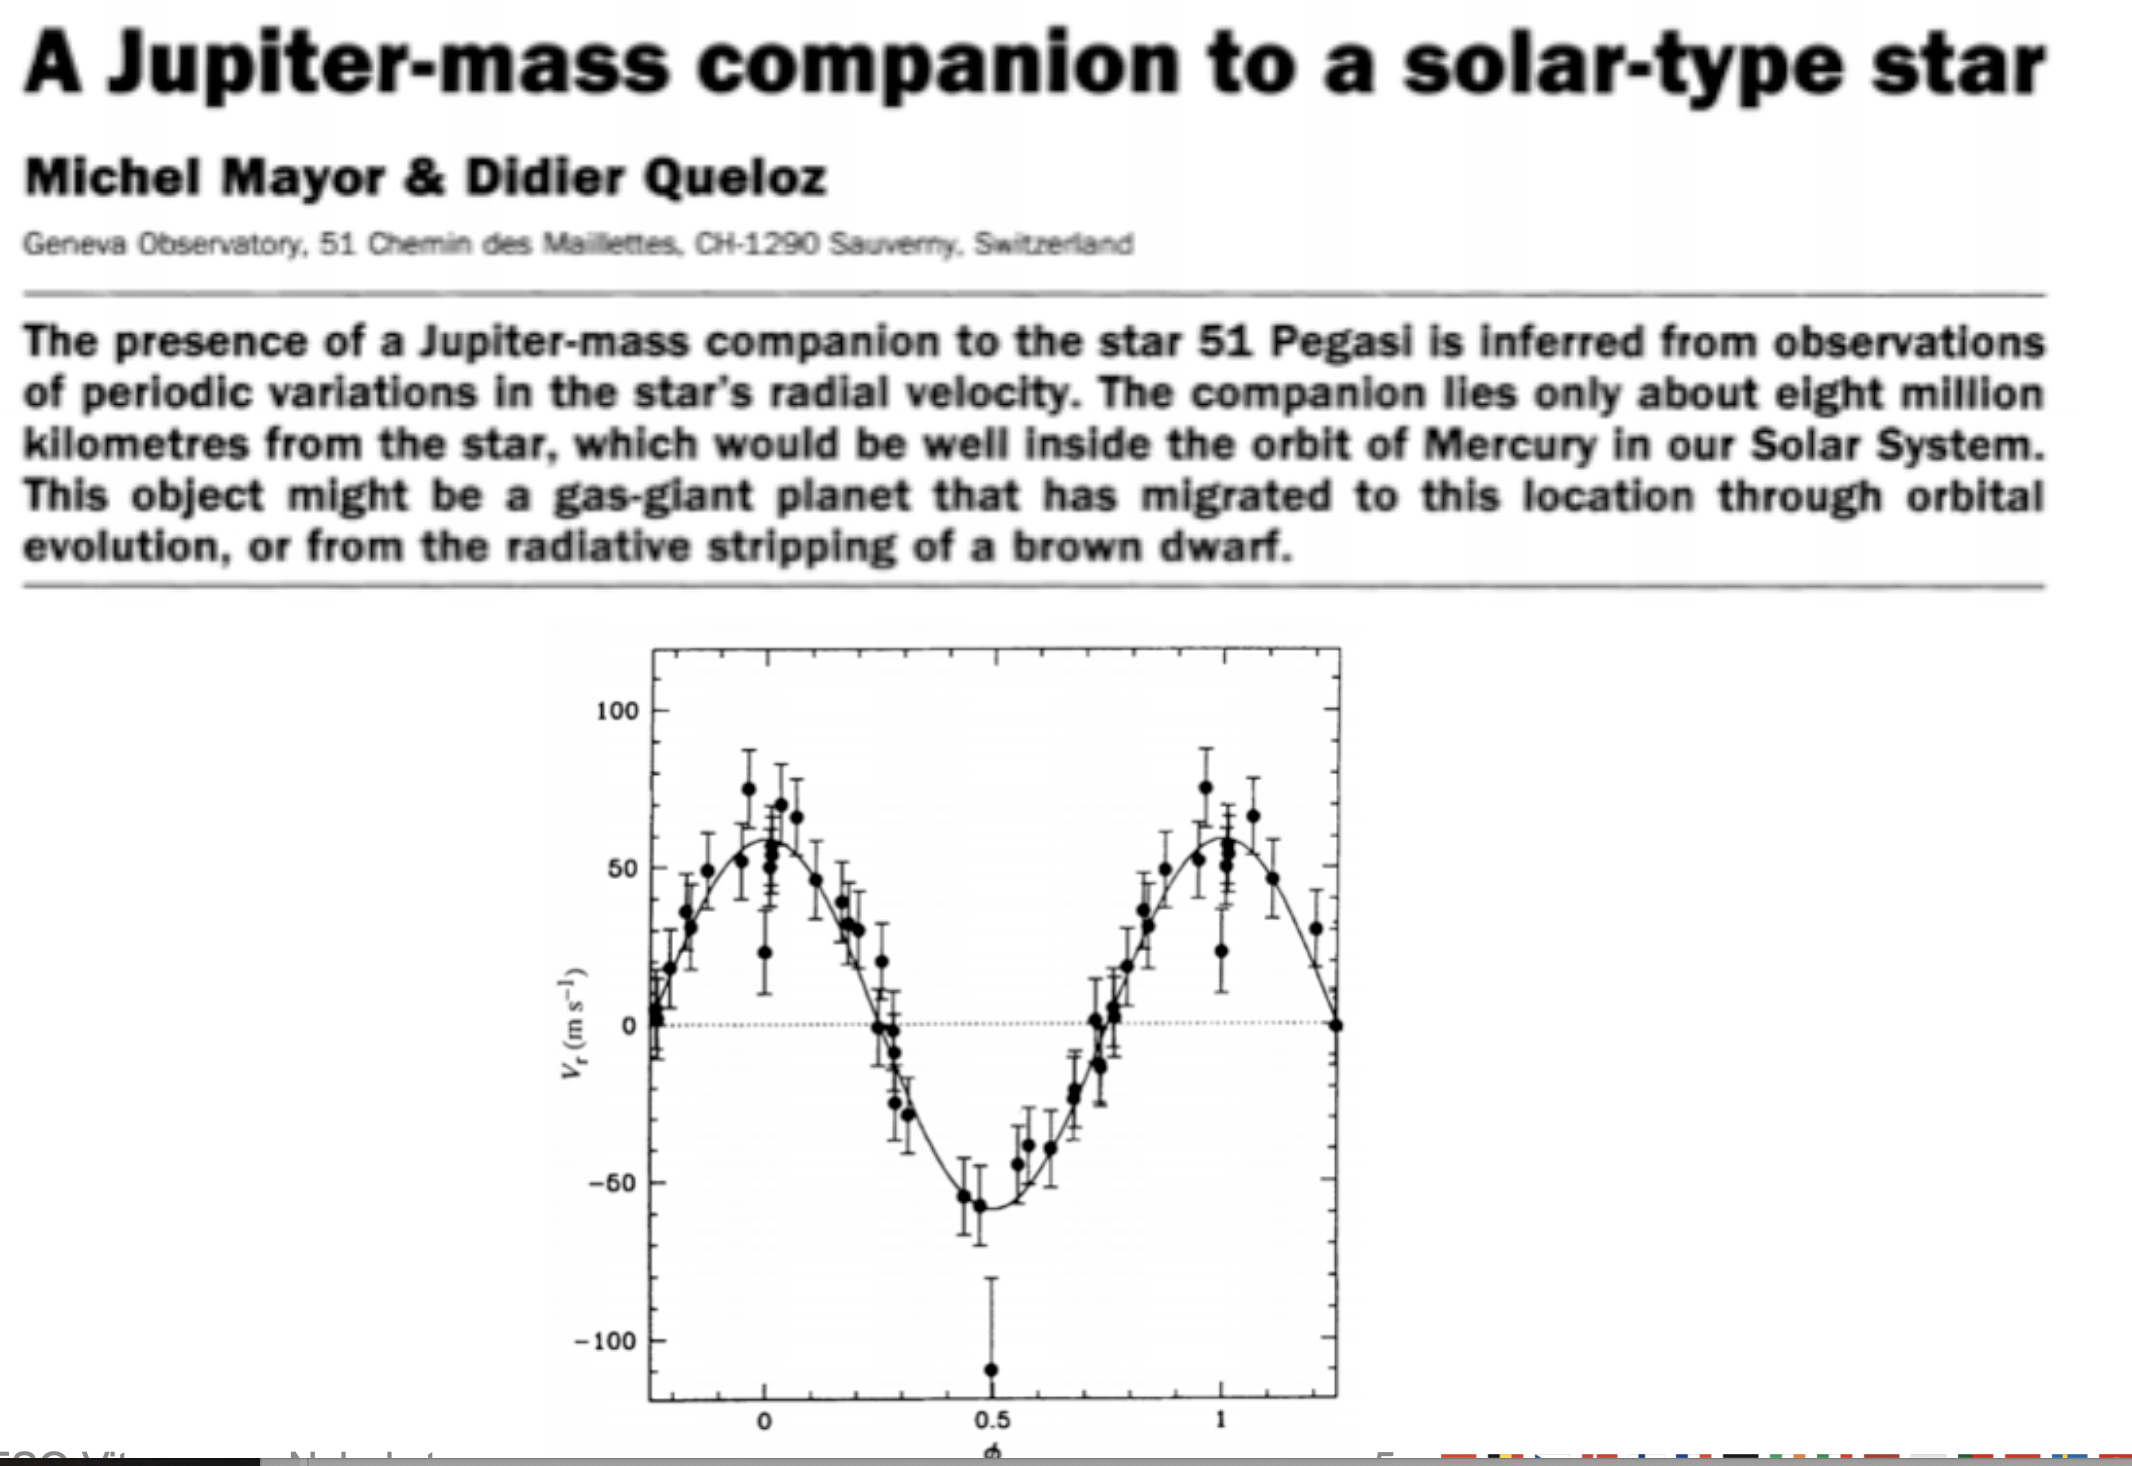 A Jupiter-mass companion to a solar-type star
Michel Mayor & Didier Queloz
Geneva Observatory, 51 Chemin des Maillettes, CH-1290 Sauverny, Switzerland
The presence of a Jupiter-mass companion to the star 51 Pegasi is inferred from observations
of periodic variations in the star's radial velocity. The companion lies only about eight million
kilometres from the star, which would be well inside the orbit of Mercury in our Solar System.
This object might be a gas-giant planet that has migrated to this location through orbital
evolution, or from the radiative stripping of a brown dwarf.
100
50
0
-50
-100
Vr (m s⁻¹)
0 0.5 1
ϕ